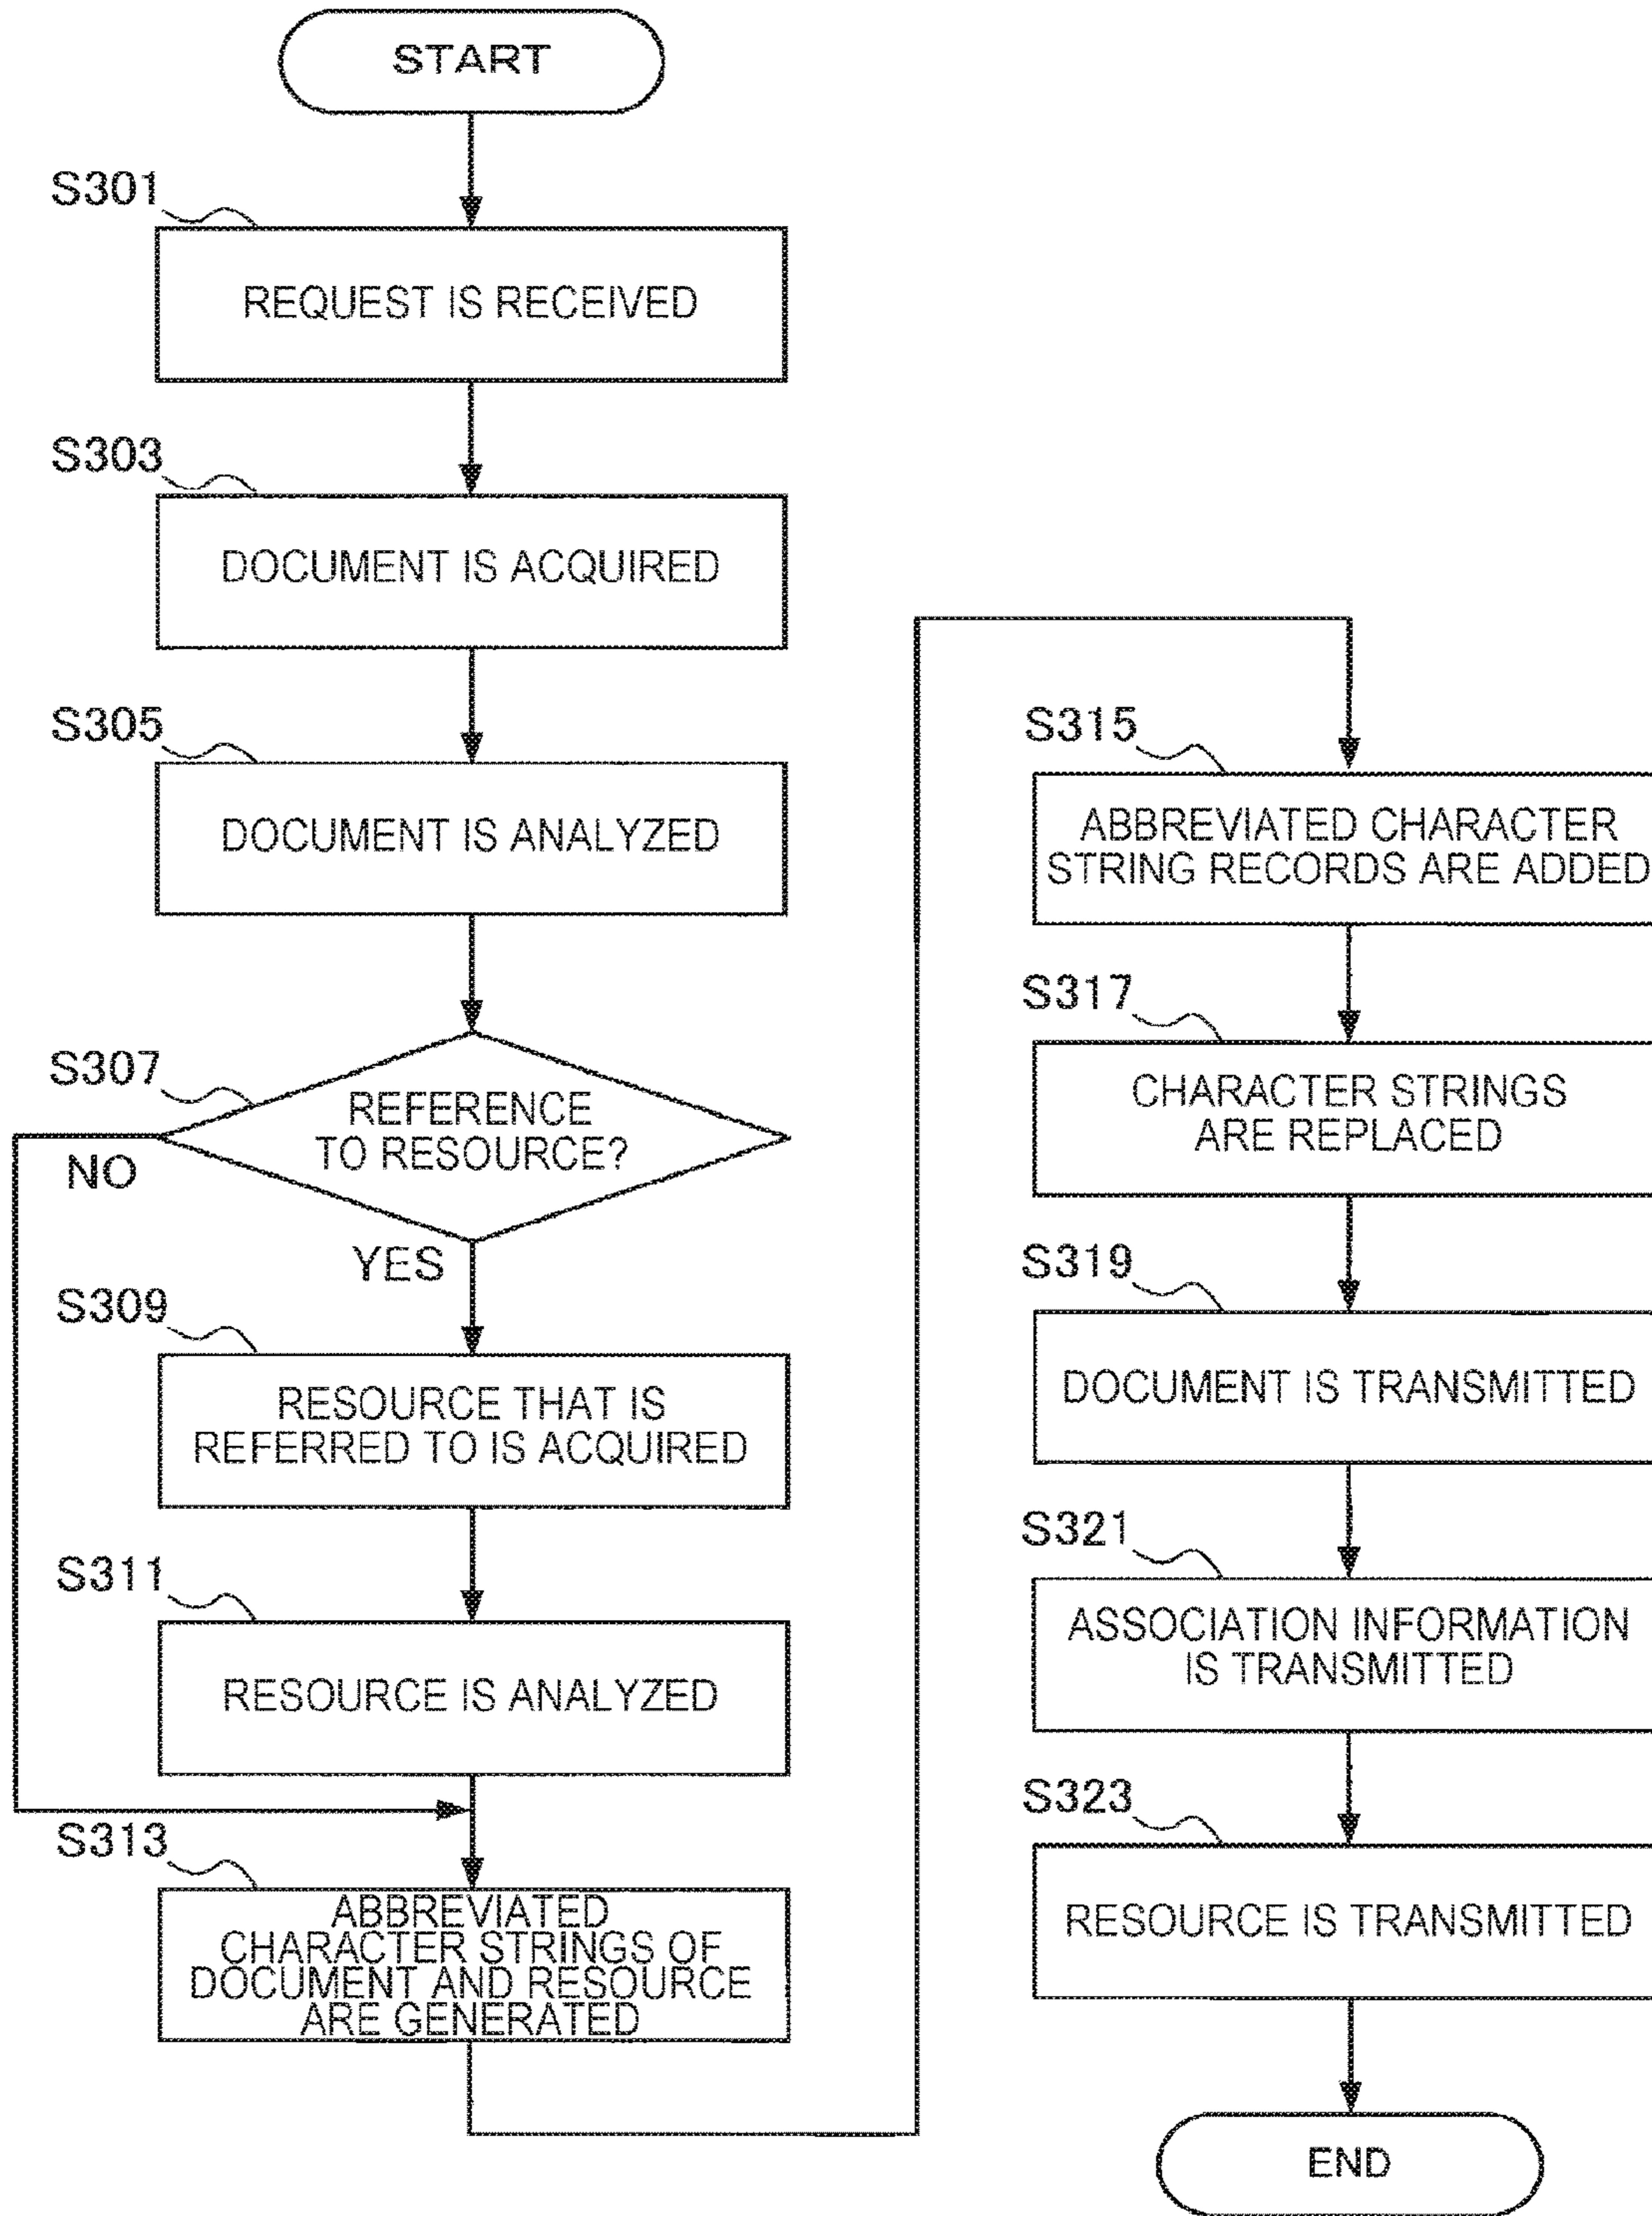 START
S301
REQUEST IS RECEIVED
S303
DOCUMENT IS ACQUIRED
S305
DOCUMENT IS ANALYZED
S307
REFERENCE
TO RESOURCE?
NO
YES
S309
RESOURCE THAT IS
REFERRED TO IS ACQUIRED
S311
RESOURCE IS ANALYZED
S313
ABBREVIATED
CHARACTER STRINGS OF
DOCUMENT AND RESOURCE
ARE GENERATED
S315
ABBREVIATED CHARACTER
STRING RECORDS ARE ADDED
S317
CHARACTER STRINGS
ARE REPLACED
S319
DOCUMENT IS TRANSMITTED
S321
ASSOCIATION INFORMATION
IS TRANSMITTED
S323
RESOURCE IS TRANSMITTED
END